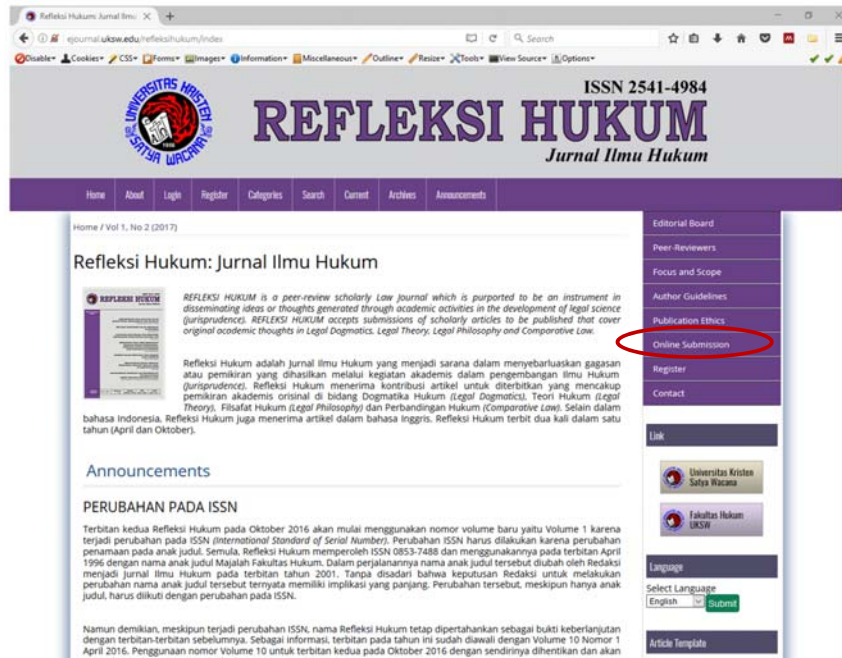 Refleksi Hukum: Jurnal Ilmu
ejournal.uksw.edu/refleksihukum/index
Search
Disable Cookies CSS Forms Images Information Miscellaneous Outline Resize Tools View Source Options
UNIVERSITAS KRISTEN
SATYA WACANA
1956
ISSN 2541-4984
REFLEKSI HUKUM
Jurnal Ilmu Hukum
Home About Login Register Categories Search Current Archives Announcements
Home / Vol 1, No 2 (2017)
Refleksi Hukum: Jurnal Ilmu Hukum
REFLEKSI HUKUM
REFLEKSI HUKUM is a peer-review scholarly Law Journal which is purported to be an instrument in
disseminating ideas or thoughts generated through academic activities in the development of legal science
(jurisprudence). REFLEKSI HUKUM accepts submissions of scholarly articles to be published that cover
original academic thoughts in Legal Dogmatics, Legal Theory, Legal Philosophy and Comparative Law.
Refleksi Hukum adalah Jurnal Ilmu Hukum yang menjadi sarana dalam menyebarluaskan gagasan
atau pemikiran yang dihasilkan melalui kegiatan akademis dalam pengembangan Ilmu Hukum
(jurisprudence). Refleksi Hukum menerima kontribusi artikel untuk diterbitkan yang mencakup
pemikiran akademis orisinal di bidang Dogmatika Hukum (Legal Dogmatics), Teori Hukum (Legal
Theory), Filsafat Hukum (Legal Philosophy) dan Perbandingan Hukum (Comparative Law). Selain dalam
bahasa Indonesia, Refleksi Hukum juga menerima artikel dalam bahasa Inggris. Refleksi Hukum terbit dua kali dalam satu
tahun (April dan Oktober).
Announcements
PERUBAHAN PADA ISSN
Terbitan kedua Refleksi Hukum pada Oktober 2016 akan mulai menggunakan nomor volume baru yaitu Volume 1 karena
terjadi perubahan pada ISSN (International Standard of Serial Number). Perubahan ISSN harus dilakukan karena perubahan
penamaan pada anak judul. Semula, Refleksi Hukum memperoleh ISSN 0853-7488 dan menggunakannya pada terbitan April
1996 dengan nama anak judul Majalah Fakultas Hukum. Dalam perjalanannya nama anak judul tersebut diubah oleh Redaksi
menjadi Jurnal Ilmu Hukum pada terbitan tahun 2001. Tanpa disadari bahwa keputusan Redaksi untuk melakukan
perubahan nama anak judul tersebut ternyata memiliki implikasi yang panjang. Perubahan tersebut, meskipun hanya anak
judul, harus diikuti dengan perubahan pada ISSN.
Namun demikian, meskipun terjadi perubahan ISSN, nama Refleksi Hukum tetap dipertahankan sebagai bukti keberlanjutan
dengan terbitan-terbitan sebelumnya. Sebagai informasi, terbitan pada tahun ini sudah diawali dengan Volume 10 Nomor 1
April 2016. Penggunaan nomor Volume 10 untuk terbitan kedua pada Oktober 2016 dengan sendirinya dihentikan dan akan
Editorial Board
Peer-Reviewers
Focus and Scope
Author Guidelines
Publication Ethics
Online Submission
Register
Contact
Link
Universitas Kristen
Satya Wacana
Fakultas Hukum
UKSW
Language
Select Language
English Submit
Article Template